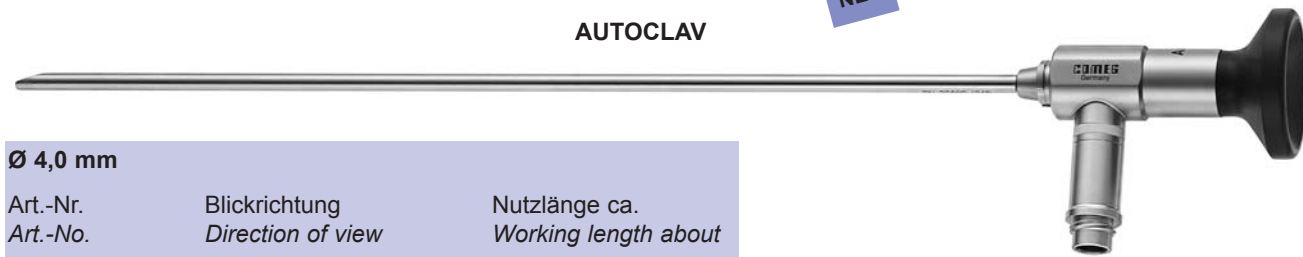 AUTOCLAV
COMEG
Germany
Ø 4,0 mm
Art.-Nr. Blickrichtung Nutzlänge ca.
Art.-No. Direction of view Working length about